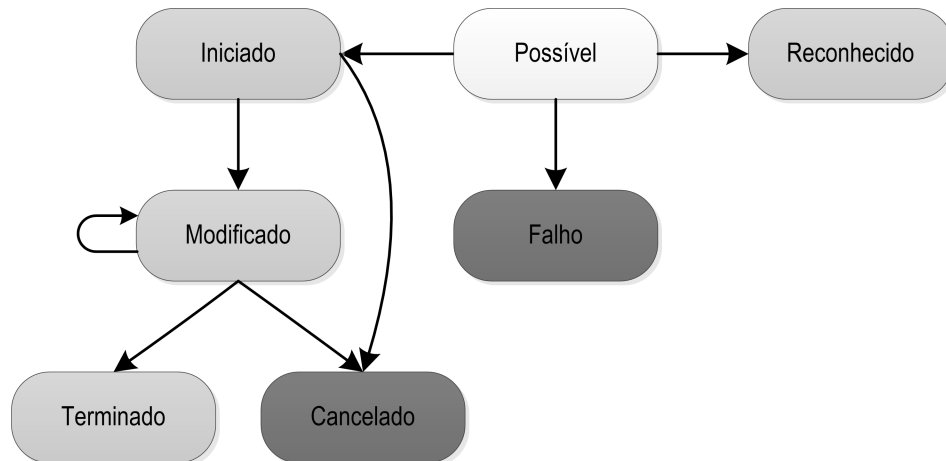 Iniciado
Possível
Reconhecido
Modificado
Falho
Terminado
Cancelado